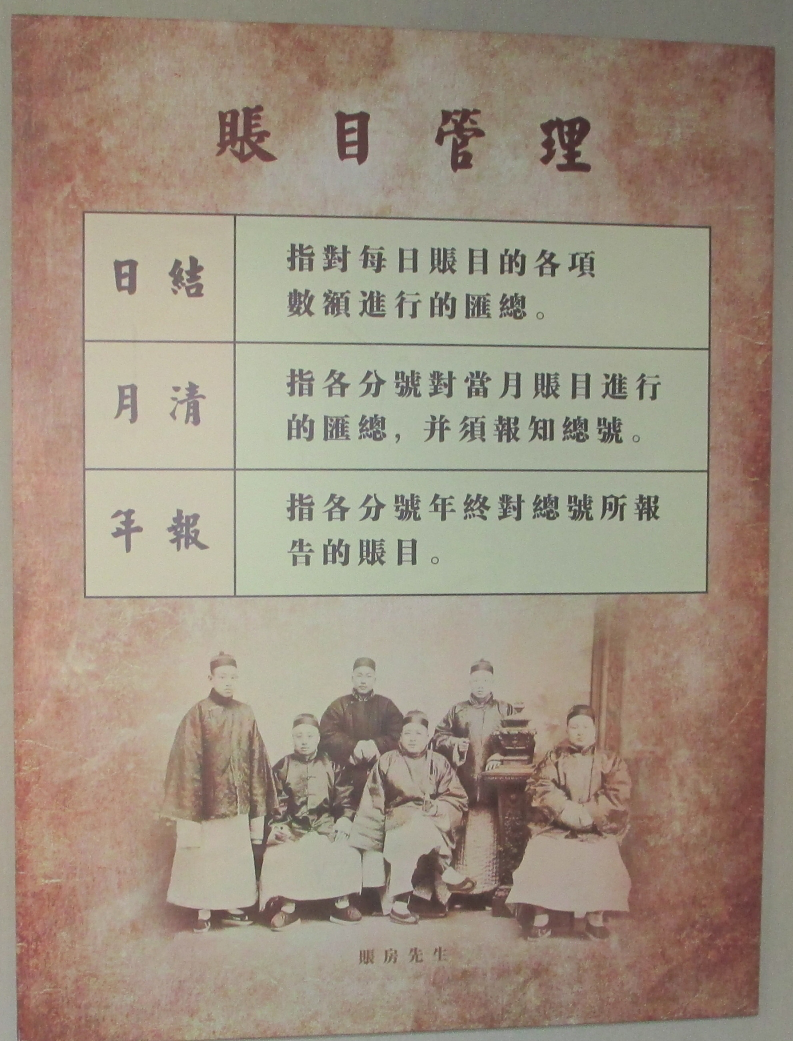 賬目管理
日結
指對每日賬目的各項
數額進行的匯總。
月清
指各分號對當月賬目進行
的匯總，并須報知總號。
年報
指各分號年終對總號所報
告的賬目。
賬房先生